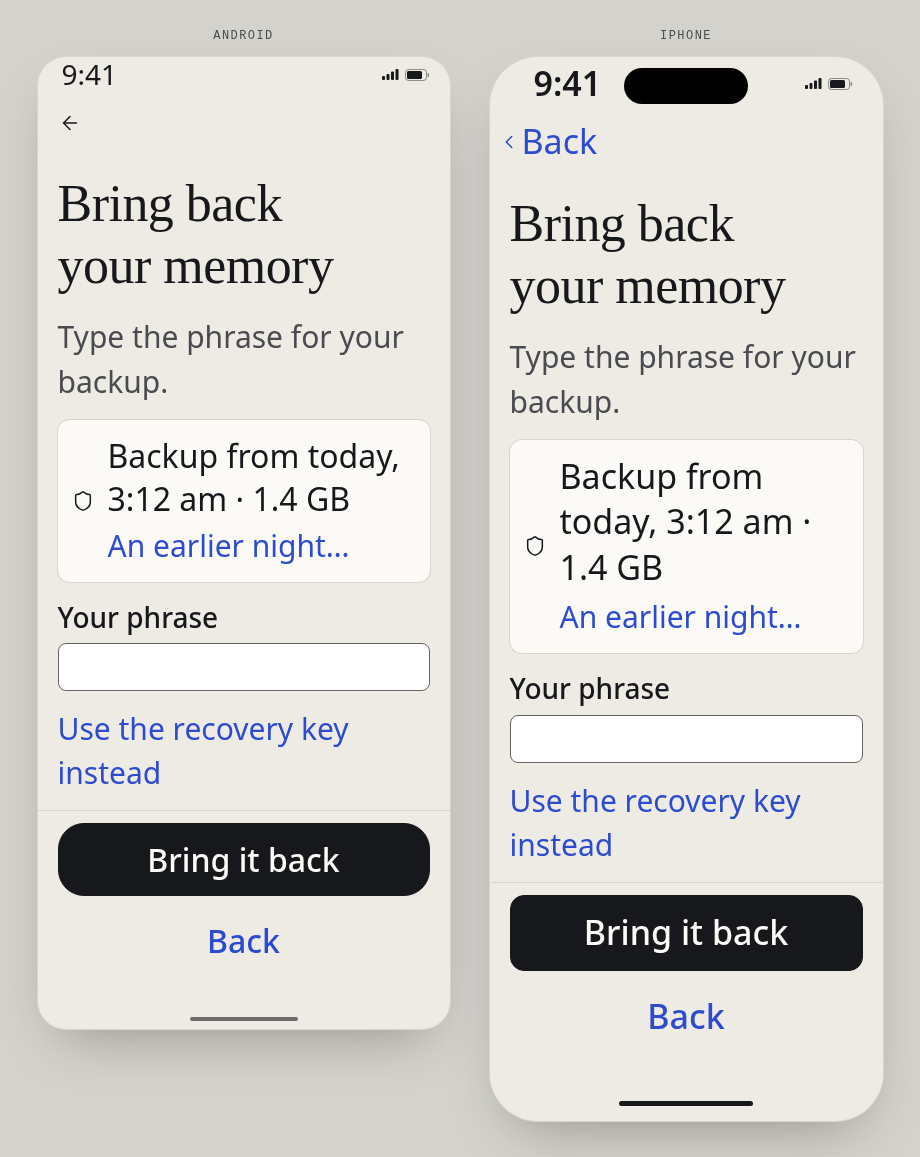 ANDROID
9:41
Bring back
your memory
Type the phrase for your
backup.
Backup from today,
3:12 am · 1.4 GB
An earlier night…
Your phrase
Use the recovery key
instead
Bring it back
Back
IPHONE
9:41
Back
Bring back
your memory
Type the phrase for your
backup.
Backup from
today, 3:12 am ·
1.4 GB
An earlier night…
Your phrase
Use the recovery key
instead
Bring it back
Back